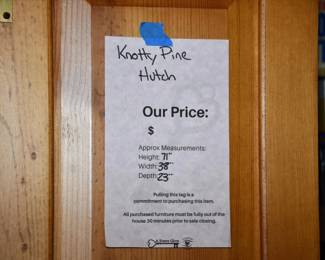 Knotty Pine
Hutch
Our Price:
$
Approx Measurements:
Height: 71"
Width: 38"
Depth: 23"
Pulling this tag is a
commitment to purchasing this item.
All purchased furniture must be fully out of the
house 30 minutes prior to sale closing.